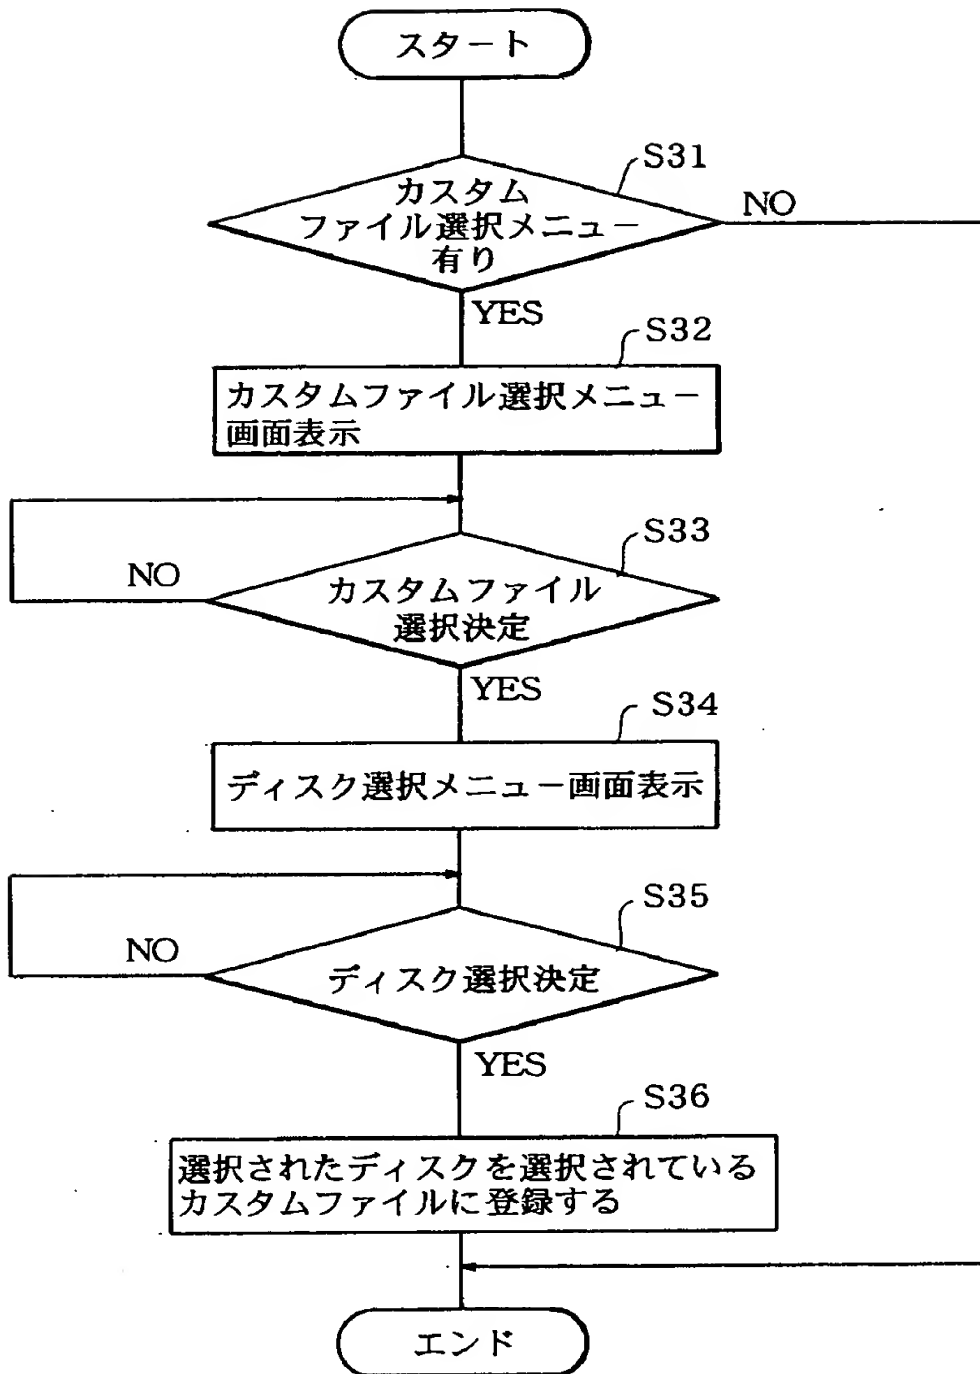 スタート
S31
カスタム
ファイル選択メニュー
有り
NO
YES
S32
カスタムファイル選択メニュー
画面表示
S33
カスタムファイル
選択決定
NO
YES
S34
ディスク選択メニュー画面表示
S35
ディスク選択決定
NO
YES
S36
選択されたディスクを選択されている
カスタムファイルに登録する
エンド